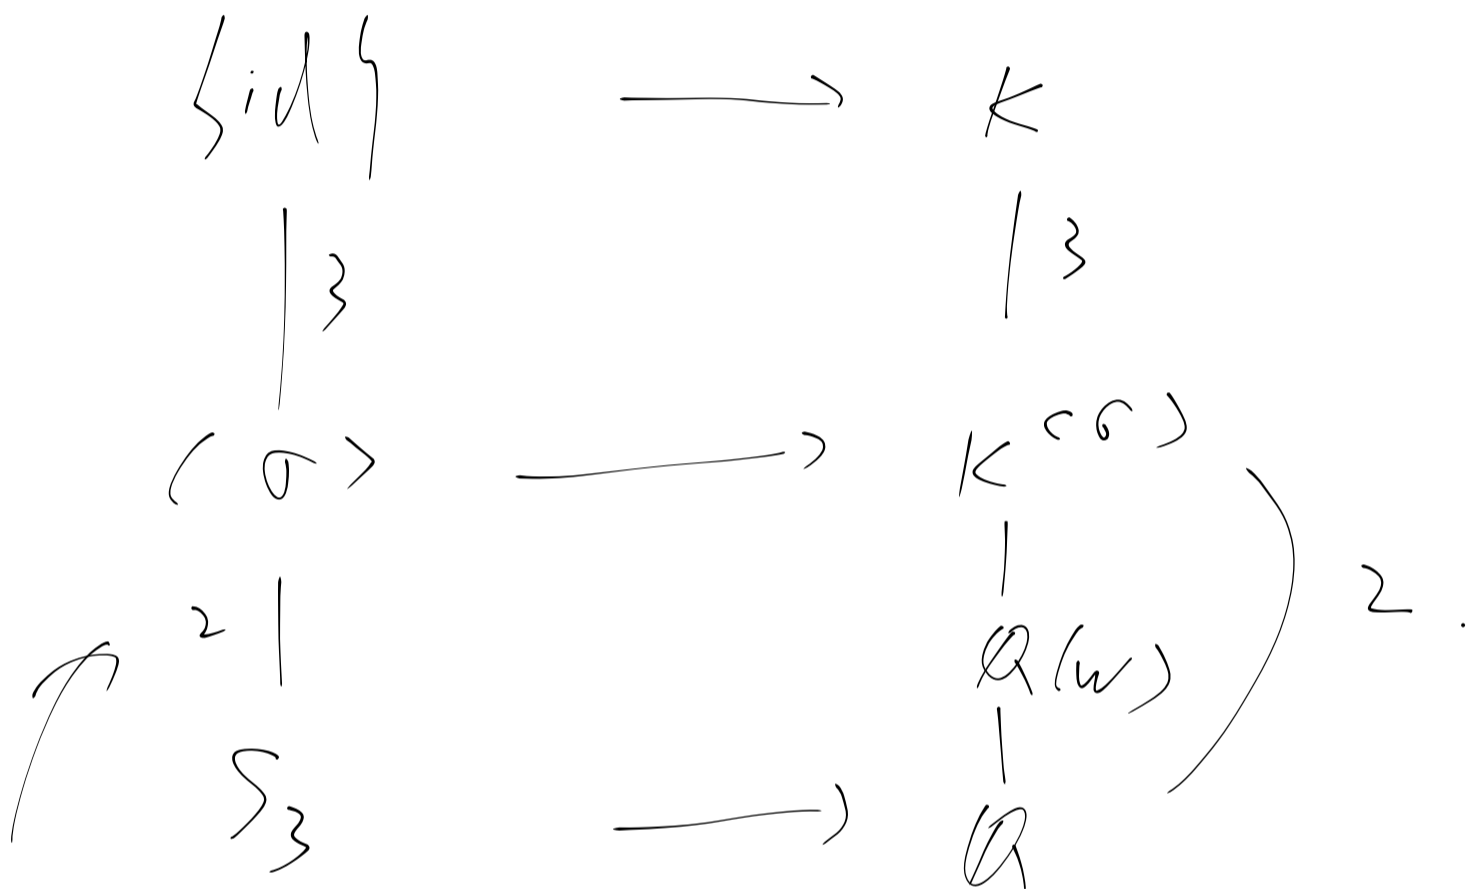 {id} → K
3 3
⟨σ⟩ → K^⟨σ⟩
2 Q(ω) 2.
S₃ → Q